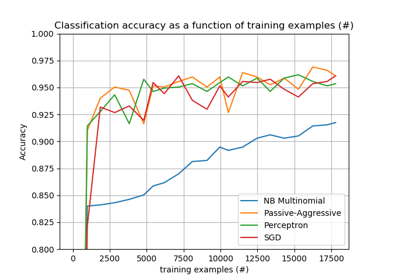 Classification accuracy as a function of training examples (#)
1.000
0.975
0.950
0.925
0.900
0.875
0.850
0.825
0.800
Accuracy
0
2500
5000
7500
10000
12500
15000
17500
training examples (#)
NB Multinomial
Passive-Aggressive
Perceptron
SGD